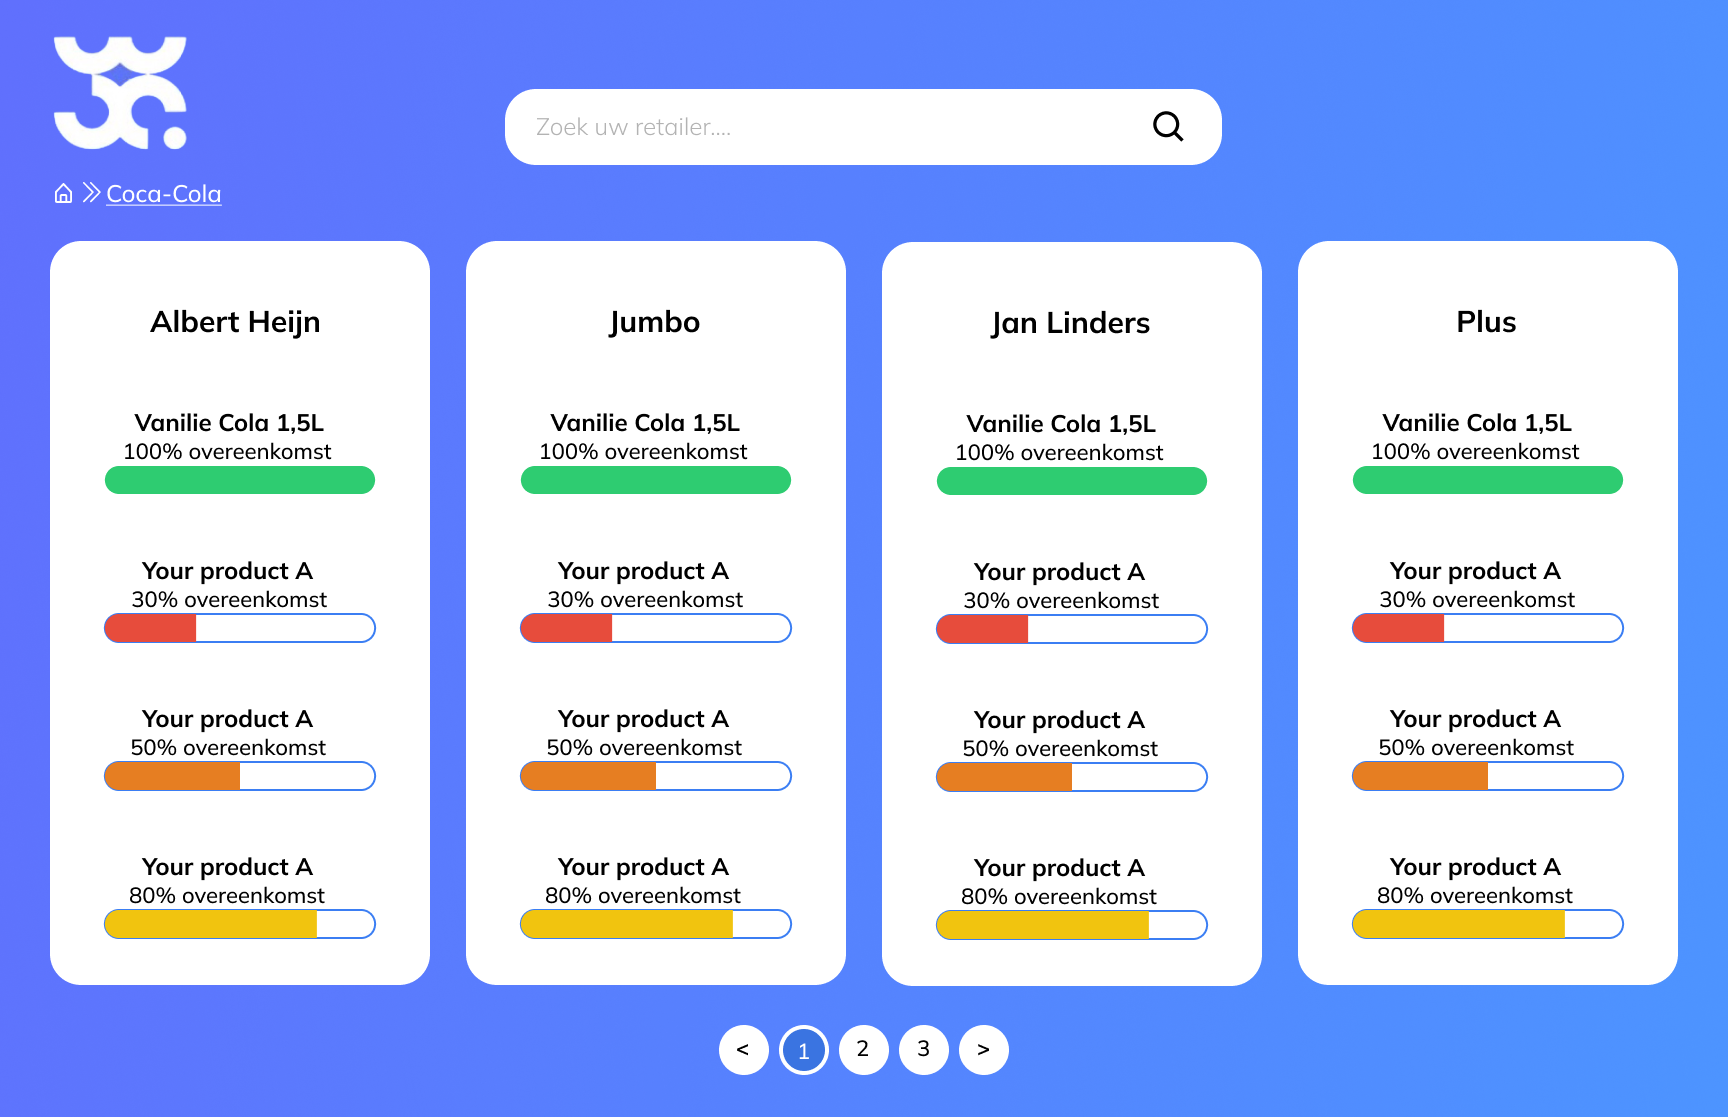 Zoek uw retailer....
Coca-Cola
Albert Heijn
Vanilie Cola 1,5L
100% overeenkomst
Your product A
30% overeenkomst
Your product A
50% overeenkomst
Your product A
80% overeenkomst
Jumbo
Vanilie Cola 1,5L
100% overeenkomst
Your product A
30% overeenkomst
Your product A
50% overeenkomst
Your product A
80% overeenkomst
Jan Linders
Vanilie Cola 1,5L
100% overeenkomst
Your product A
30% overeenkomst
Your product A
50% overeenkomst
Your product A
80% overeenkomst
Plus
Vanilie Cola 1,5L
100% overeenkomst
Your product A
30% overeenkomst
Your product A
50% overeenkomst
Your product A
80% overeenkomst
< 1 2 3 >